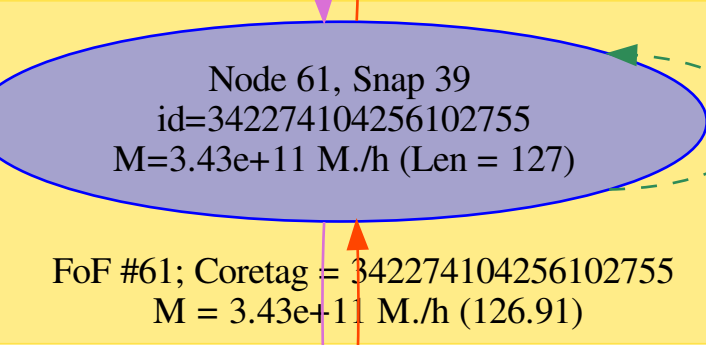 Node 61, Snap 39
id=342274104256102755
M=3.43e+11 M./h (Len = 127)
FoF #61; Coretag = 342274104256102755
M = 3.43e+11 M./h (126.91)